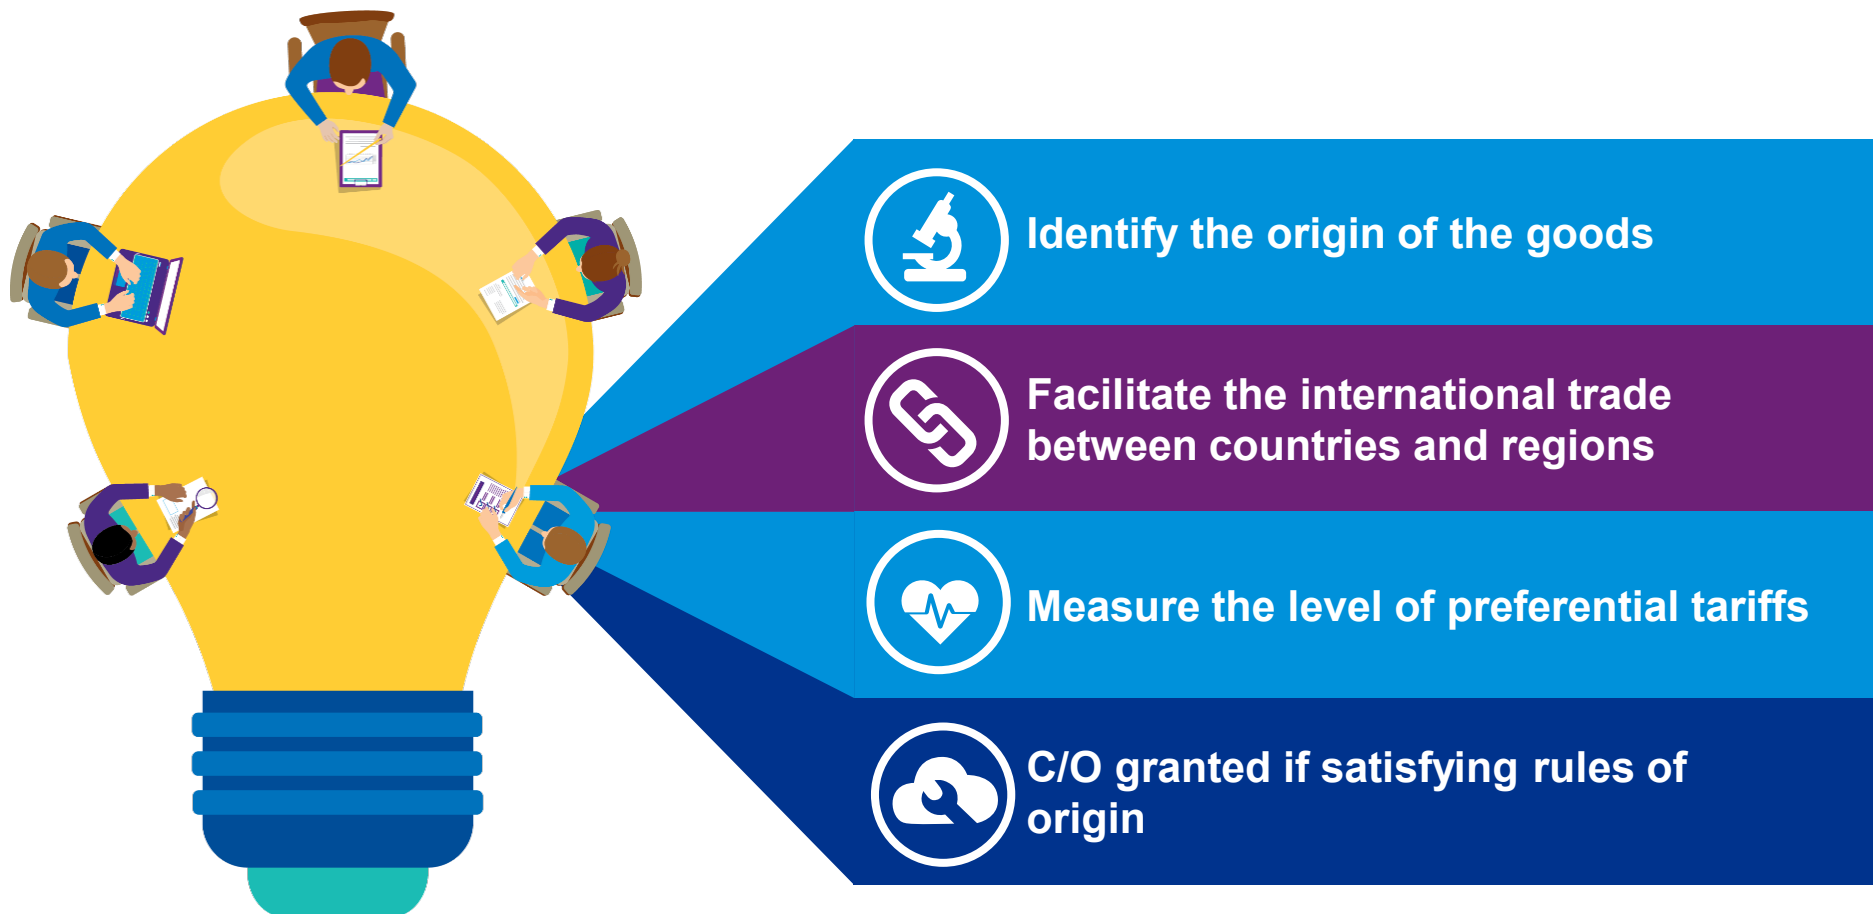 Identify the origin of the goods
Facilitate the international trade
between countries and regions
Measure the level of preferential tariffs
C/O granted if satisfying rules of
origin